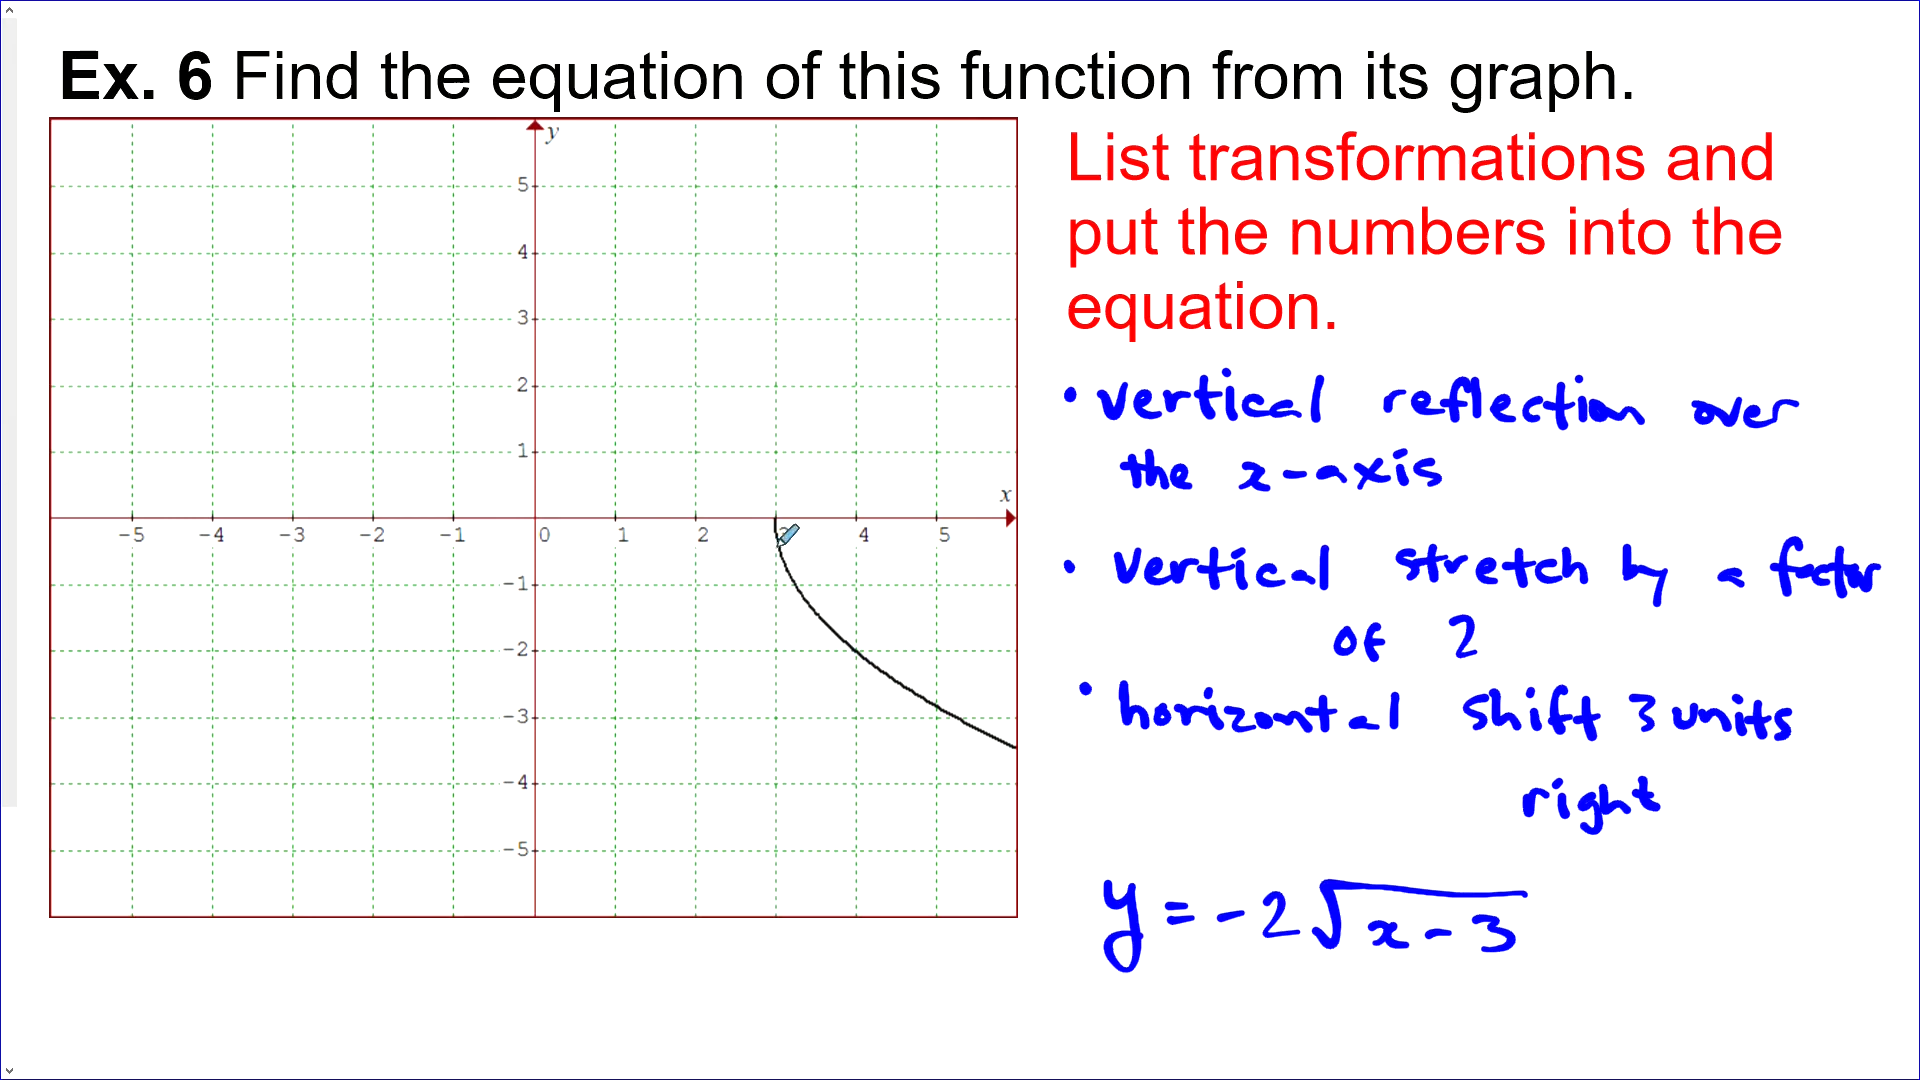 Ex. 6 Find the equation of this function from its graph.
List transformations and
put the numbers into the
equation.
• vertical reflection over
the x-axis
• vertical stretch by a factor
of 2
• horizontal shift 3 units
right
y = -2√(x-3)
y
5
4
3
2
1
x
-5 -4 -3 -2 -1 0 1 2 4 5
-1
-2
-3
-4
-5